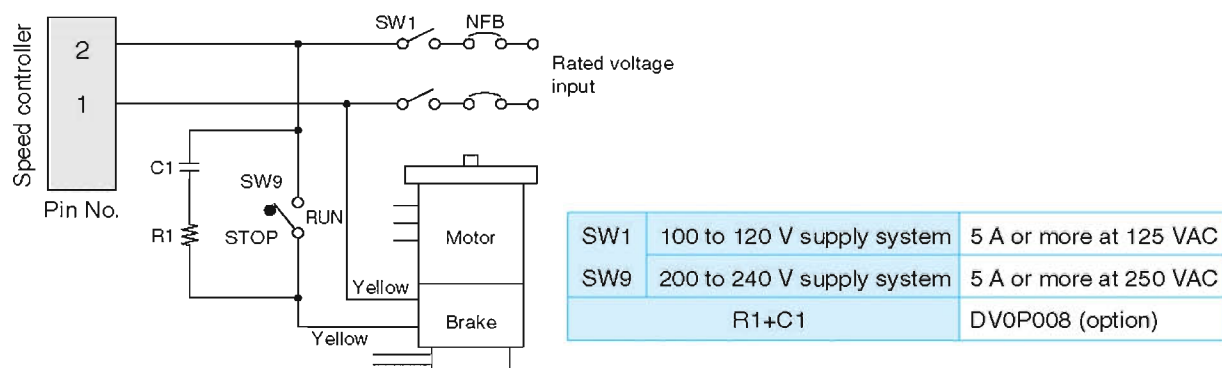 Speed controller
2
1
Pin No.
SW1
NFB
Rated voltage
input
C1
R1
SW9
RUN
STOP
Motor
Yellow
Brake
Yellow
SW1 100 to 120 V supply system 5 A or more at 125 VAC
SW9 200 to 240 V supply system 5 A or more at 250 VAC
R1+C1 DV0P008 (option)